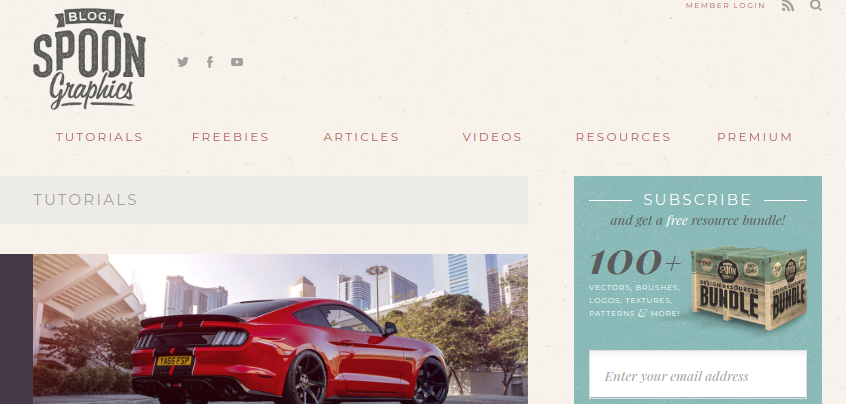 MEMBER LOGIN
BLOG.
SPOON
Graphics
TUTORIALS FREEBIES ARTICLES VIDEOS RESOURCES PREMIUM
TUTORIALS
SUBSCRIBE
and get a free resource bundle!
100+
VECTORS, BRUSHES,
LOGOS, TEXTURES,
PATTERNS & MORE!
DESIGN RESOURCES
BUNDLE
BUNDLE
YA65 FSP
Enter your email address